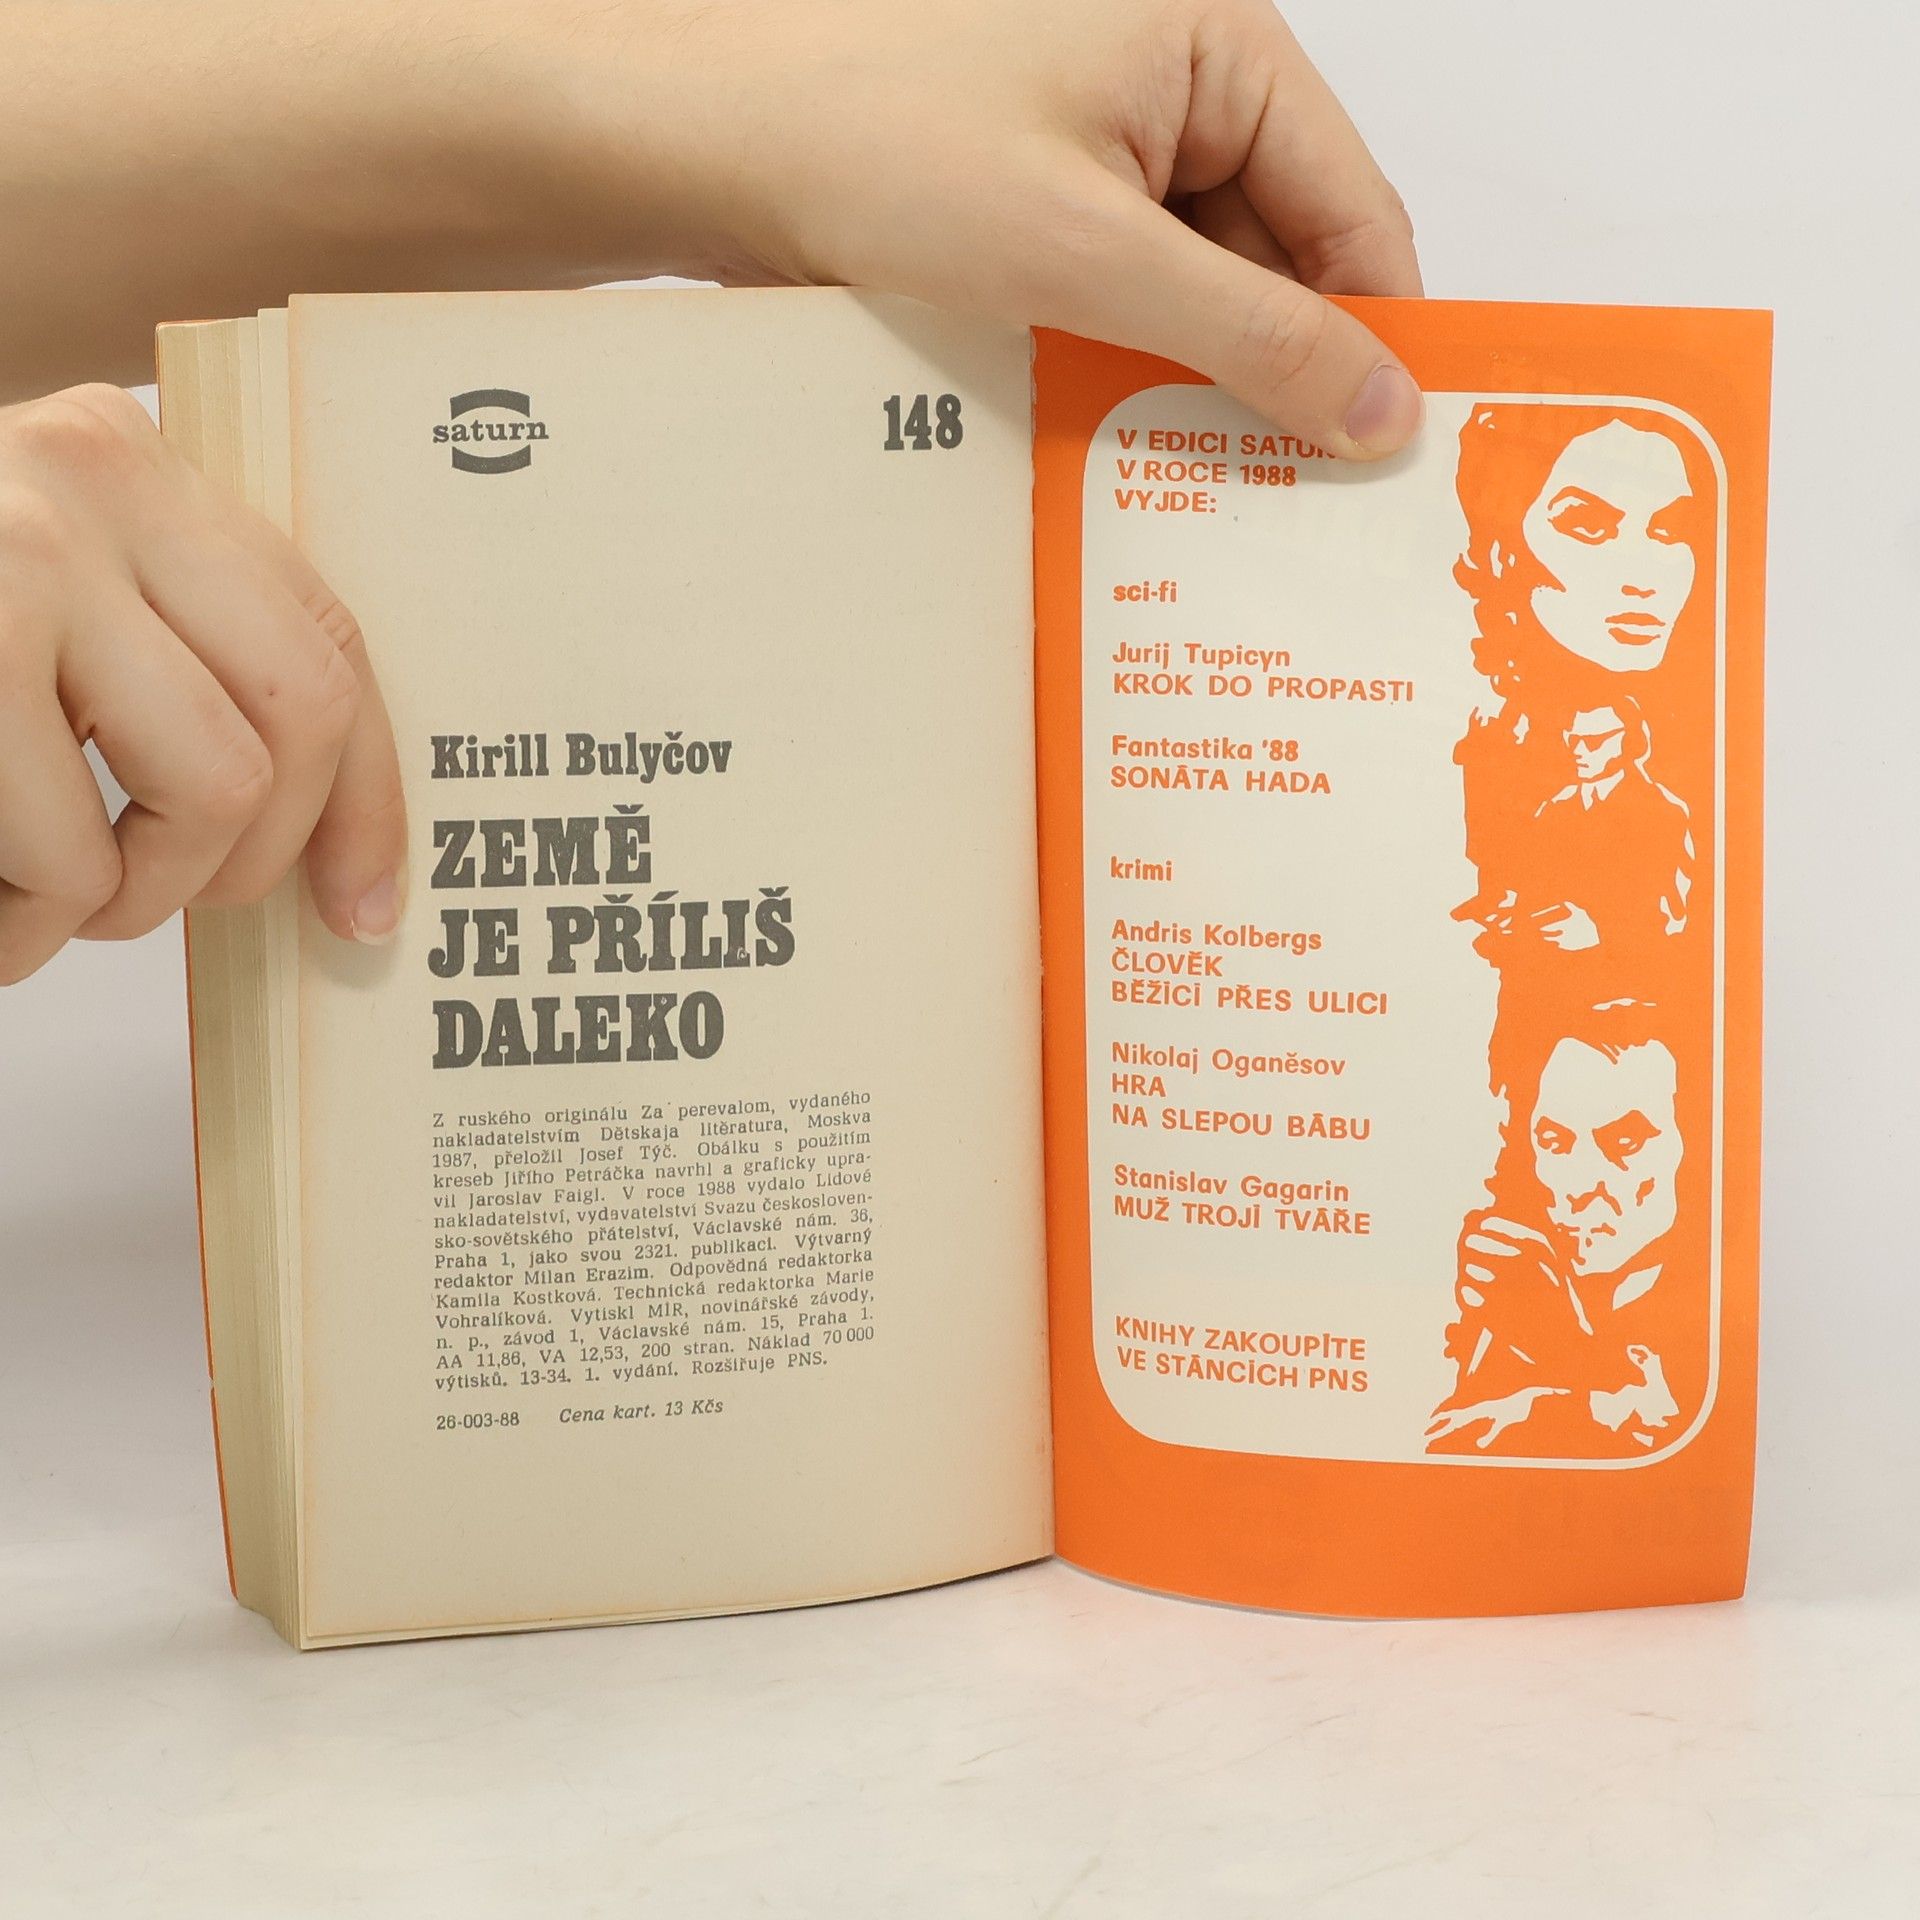 saturn
148
Kirill Bulyčov
ZEMĚ
JE PŘÍLIŠ
DALEKO
Z ruského originálu Za perevalom, vydaného
nakladatelstvím Dětskaja litěratura, Moskva
1987, přeložil Josef Týč. Obálku s použitím
kreseb Jiřího Petráčka navrhl a graficky upra-
vil Jaroslav Faigl. V roce 1988 vydalo Lidové
nakladatelství, vydavatelství Svazu českosloven-
sko-sovětského přátelství, Václavské nám. 36,
Praha 1, jako svou 2321. publikaci. Výtvarný
redaktor Milan Erazim. Odpovědná redaktorka
Kamila Kostková. Technická redaktorka Marie
Vohralíková. Vytiskl MÍR, novinářské závody,
n. p., závod 1, Václavské nám. 15, Praha 1.
AA 11,86, VA 12,53, 200 stran. Náklad 70 000
výtisků. 13-34. 1. vydání. Rozšiřuje PNS.
26-003-88 Cena kart. 13 Kčs
V EDICI
V ROCE 1988
VYJDE:
sci-fi
Jurij Tupicyn
KROK DO PROPASTI
Fantastika '88
SONÁTA HADA
krimi
Andris Kolbergs
ČLOVĚK
BĚŽÍCÍ PŘES ULICI
Nikolaj Oganěsov
HRA
NA SLEPOU BÁBU
Stanislav Gagarin
MUŽ TROJÍ TVÁŘE
KNIHY ZAKOUPÍTE
VE STÁNCÍCH PNS